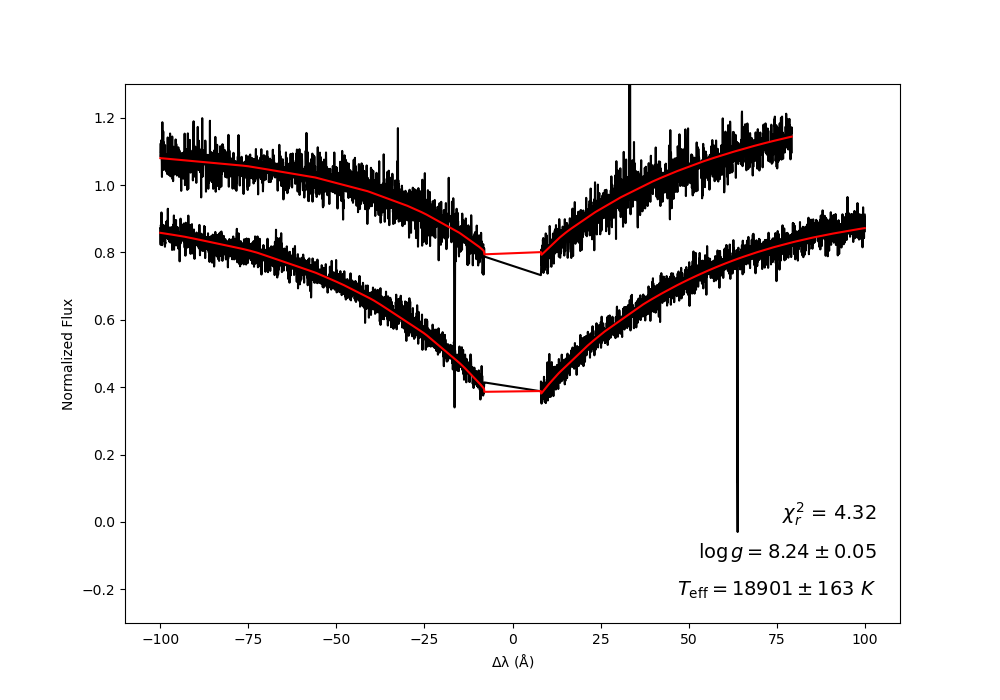 1.2
1.0
0.8
0.6
0.4
0.2
0.0
−0.2
Normalized Flux
χ²ᵣ = 4.32
log g = 8.24 ± 0.05
T_eff = 18901 ± 163 K
−100 −75 −50 −25 0 25 50 75 100
Δλ (Å)